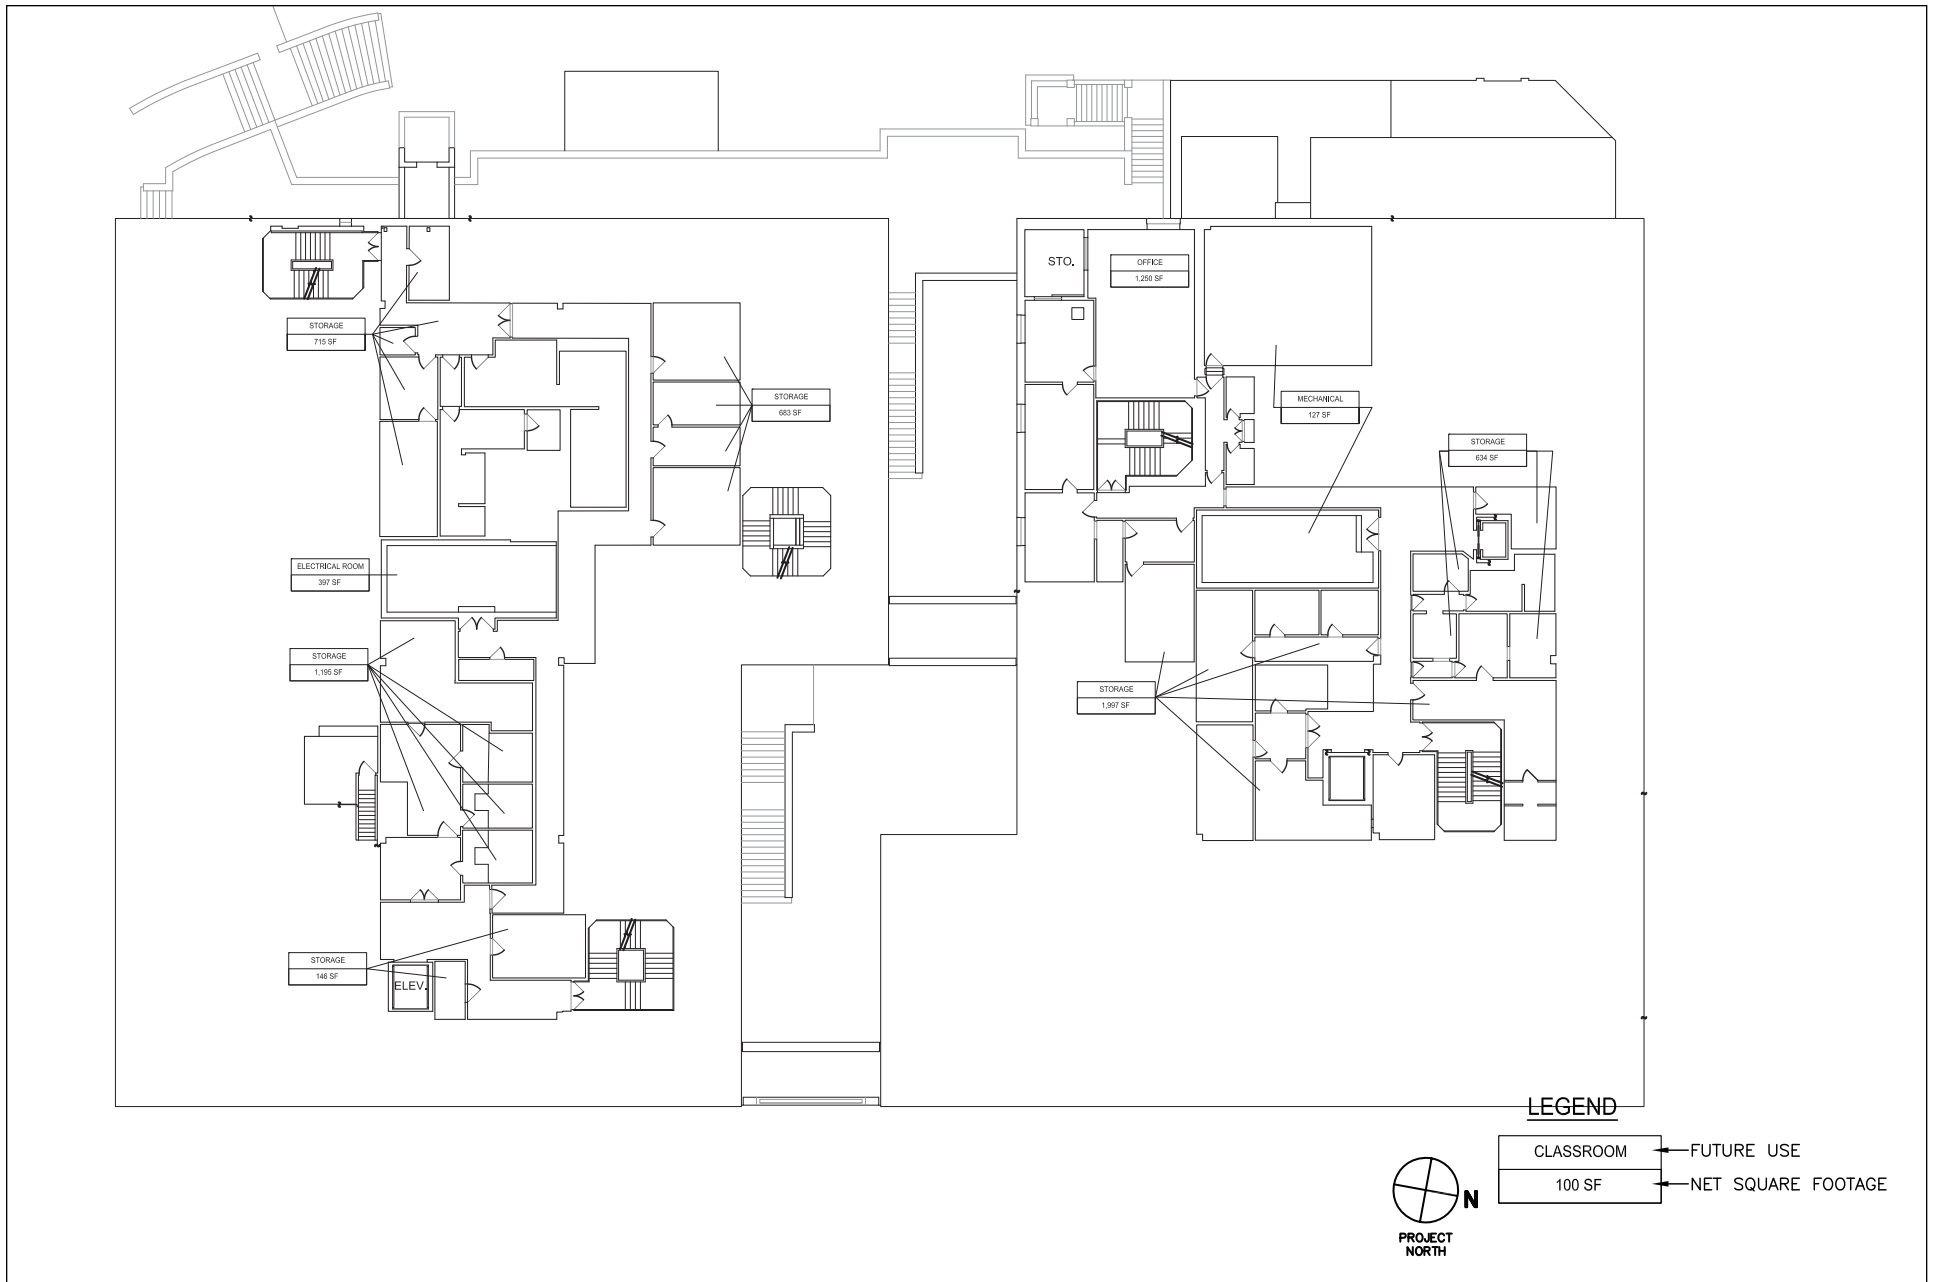 STO.
OFFICE
1,250 SF
STORAGE
715 SF
STORAGE
683 SF
MECHANICAL
127 SF
STORAGE
634 SF
ELECTRICAL ROOM
397 SF
STORAGE
1,195 SF
STORAGE
1,997 SF
STORAGE
146 SF
ELEV.
LEGEND
CLASSROOM
FUTURE USE
100 SF
NET SQUARE FOOTAGE
N
PROJECT
NORTH